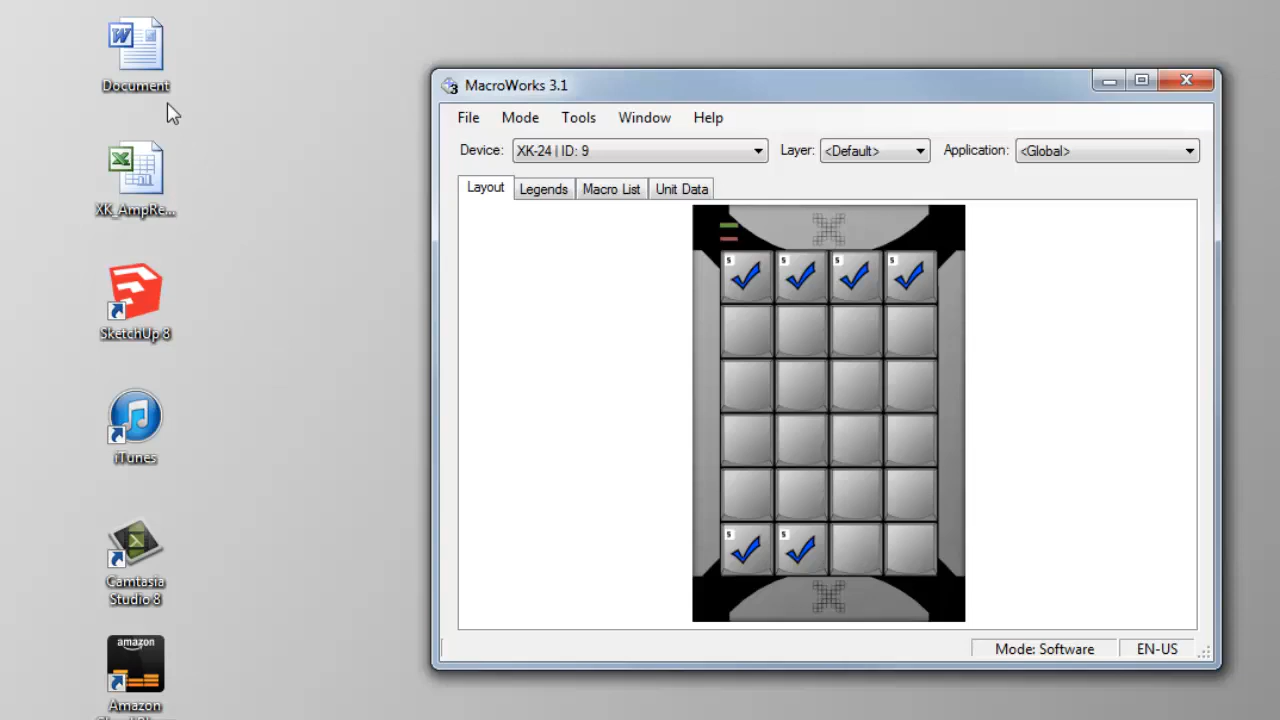 Document
XK_AmpRe...
SketchUp 8
iTunes
Camtasia
Studio 8
amazon
Amazon
MacroWorks 3.1
File Mode Tools Window Help
Device: XK-24 | ID: 9 Layer: <Default> Application: <Global>
Layout Legends Macro List Unit Data
S S S S
S S
Mode: Software EN-US